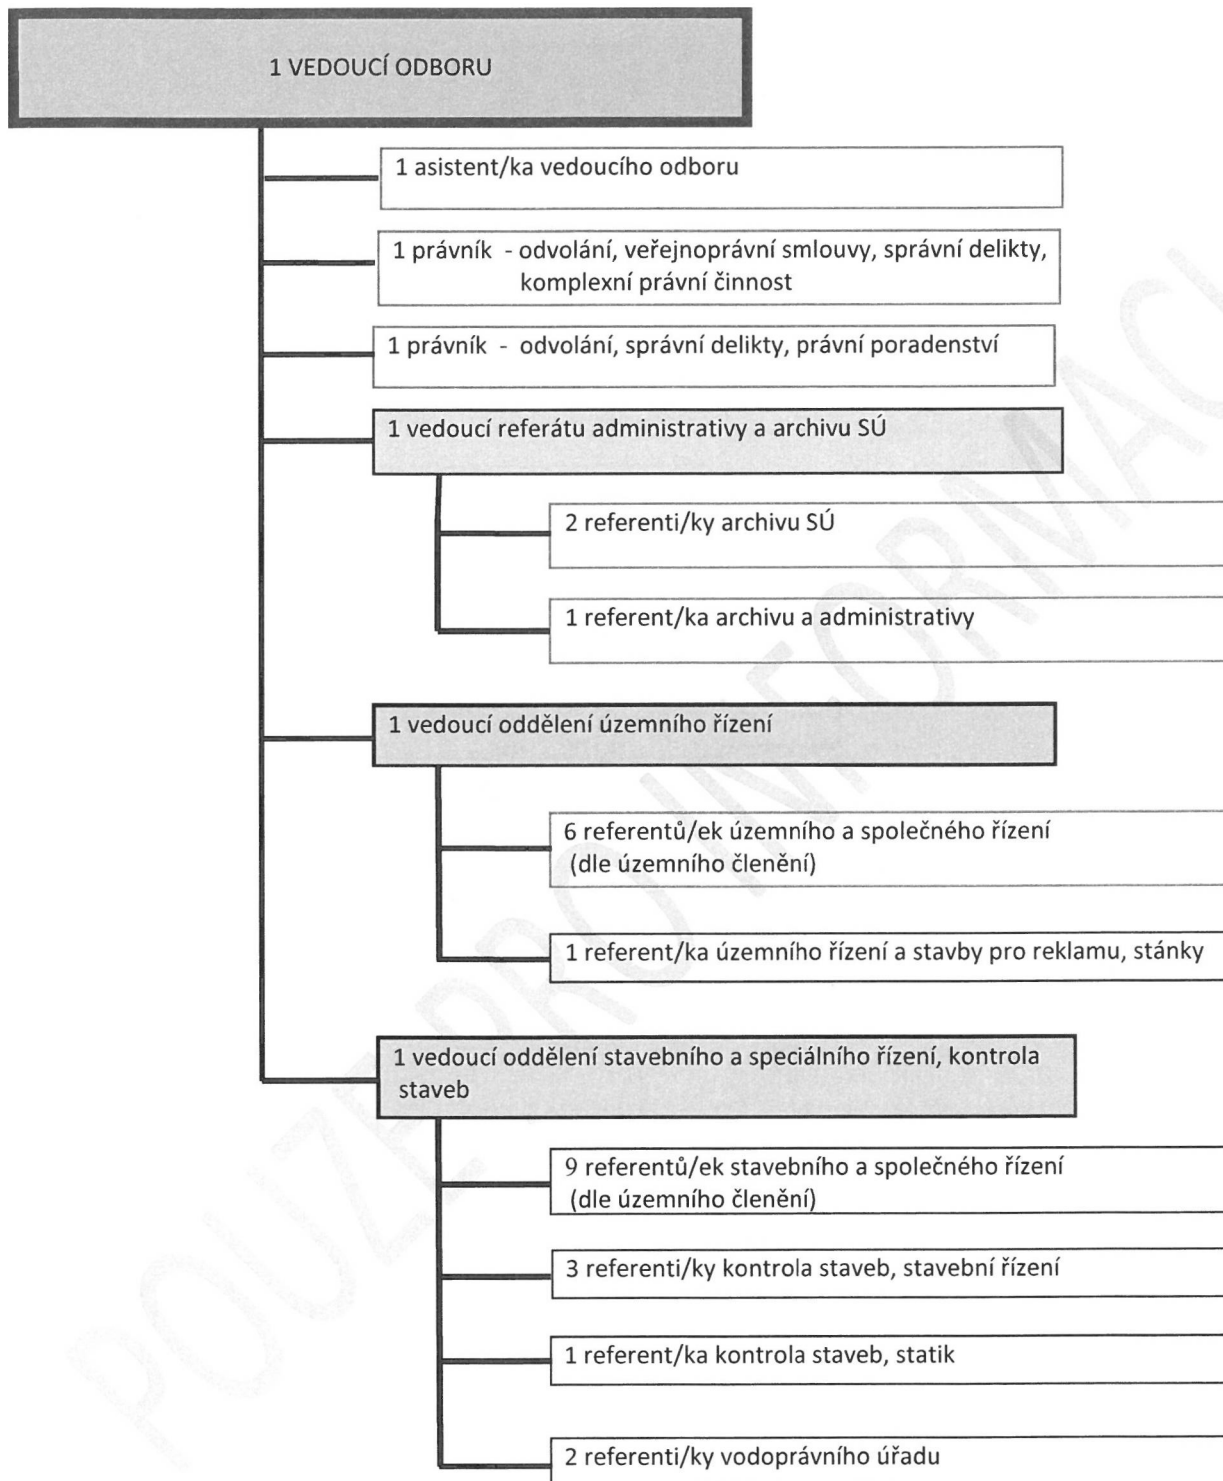 1 VEDOUCÍ ODBORU
1 asistent/ka vedoucího odboru
1 právník - odvolání, veřejnoprávní smlouvy, správní delikty,
komplexní právní činnost
1 právník - odvolání, správní delikty, právní poradenství
1 vedoucí referátu administrativy a archivu SÚ
2 referenti/ky archivu SÚ
1 referent/ka archivu a administrativy
1 vedoucí oddělení územního řízení
6 referentů/ek územního a společného řízení
(dle územního členění)
1 referent/ka územního řízení a stavby pro reklamu, stánky
1 vedoucí oddělení stavebního a speciálního řízení, kontrola
staveb
9 referentů/ek stavebního a společného řízení
(dle územního členění)
3 referenti/ky kontrola staveb, stavební řízení
1 referent/ka kontrola staveb, statik
2 referenti/ky vodoprávního úřadu
POUZE PRO INFORMACI